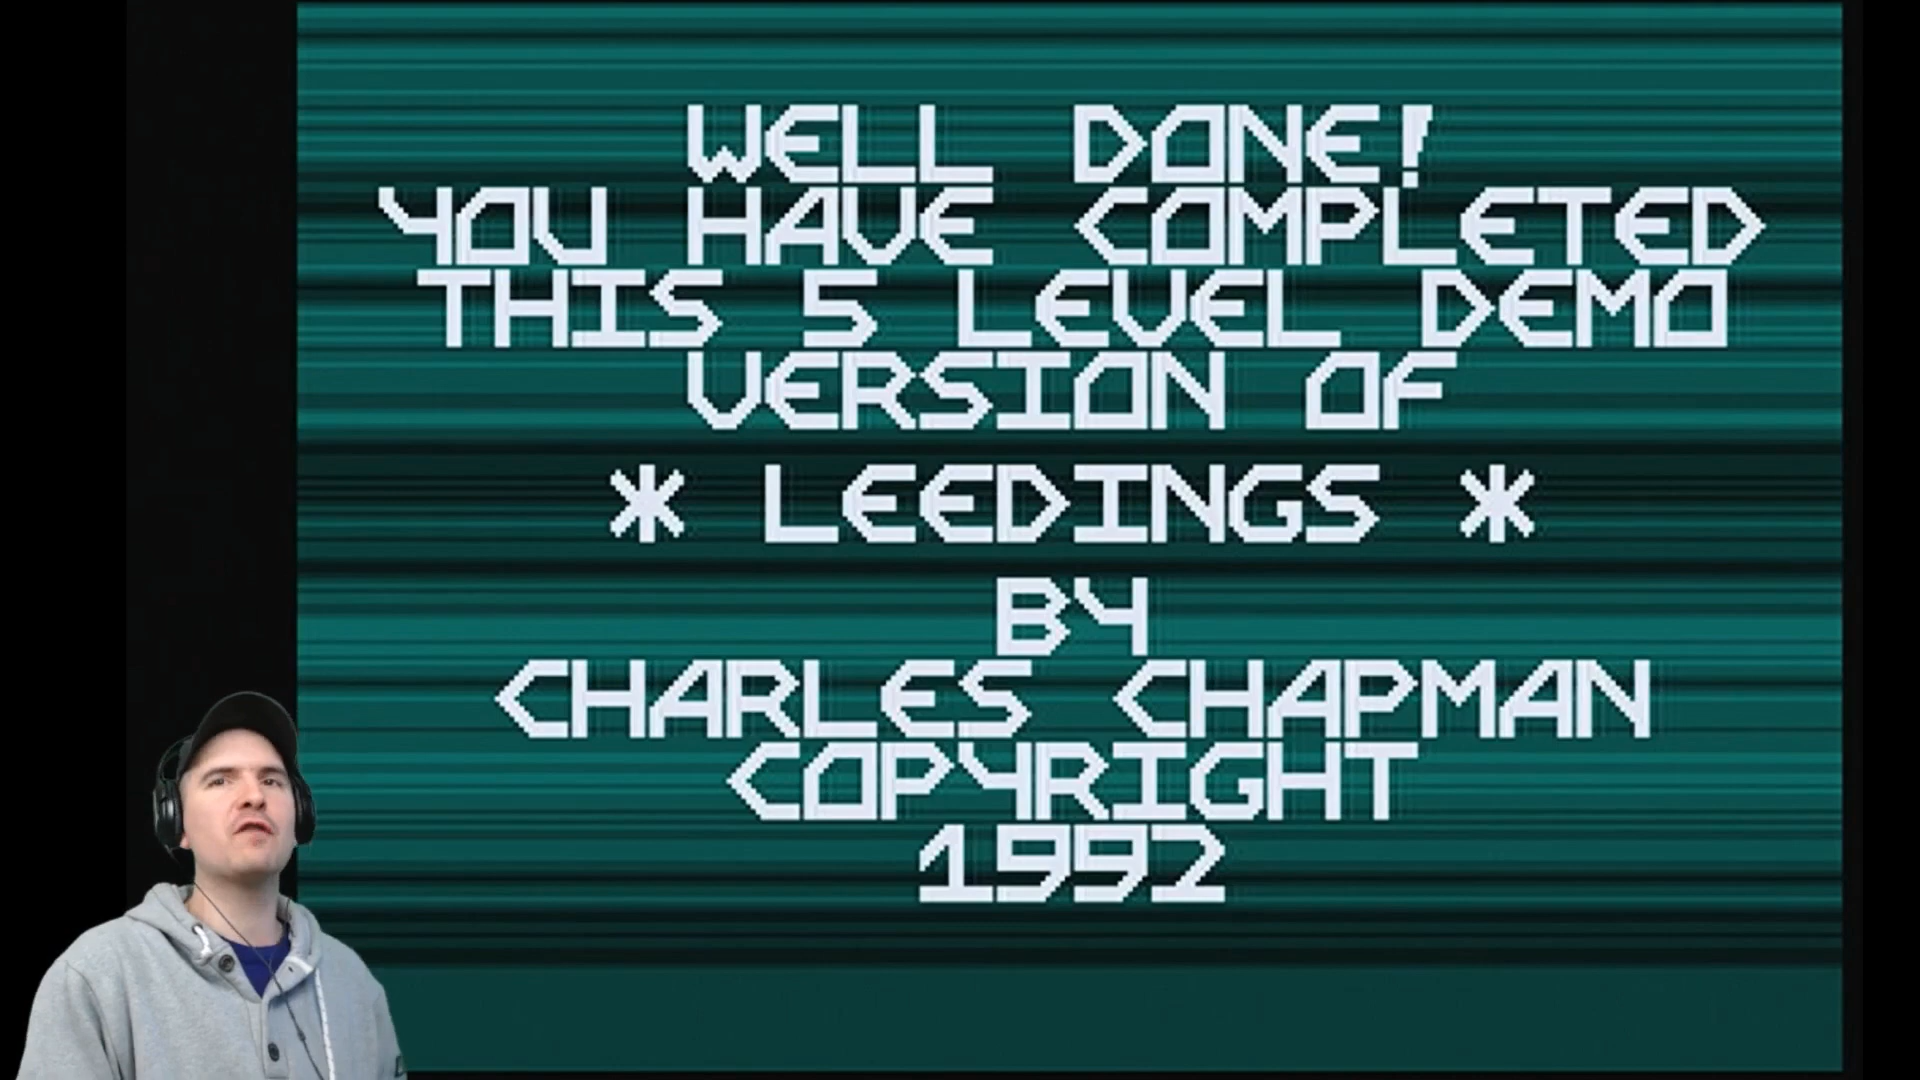 WELL DONE!
YOU HAVE COMPLETED
THIS 5 LEVEL DEMO
VERSION OF
* LEEDINGS *
BY
CHARLES CHAPMAN
COPYRIGHT
1992